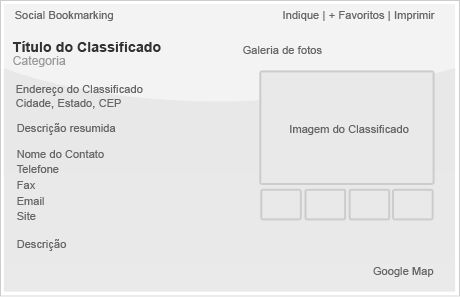 Social Bookmarking
Indique | + Favoritos | Imprimir
Título do Classificado
Categoria
Galeria de fotos
Endereço do Classificado
Cidade, Estado, CEP
Descrição resumida
Imagem do Classificado
Nome do Contato
Telefone
Fax
Email
Site
Descrição
Google Map